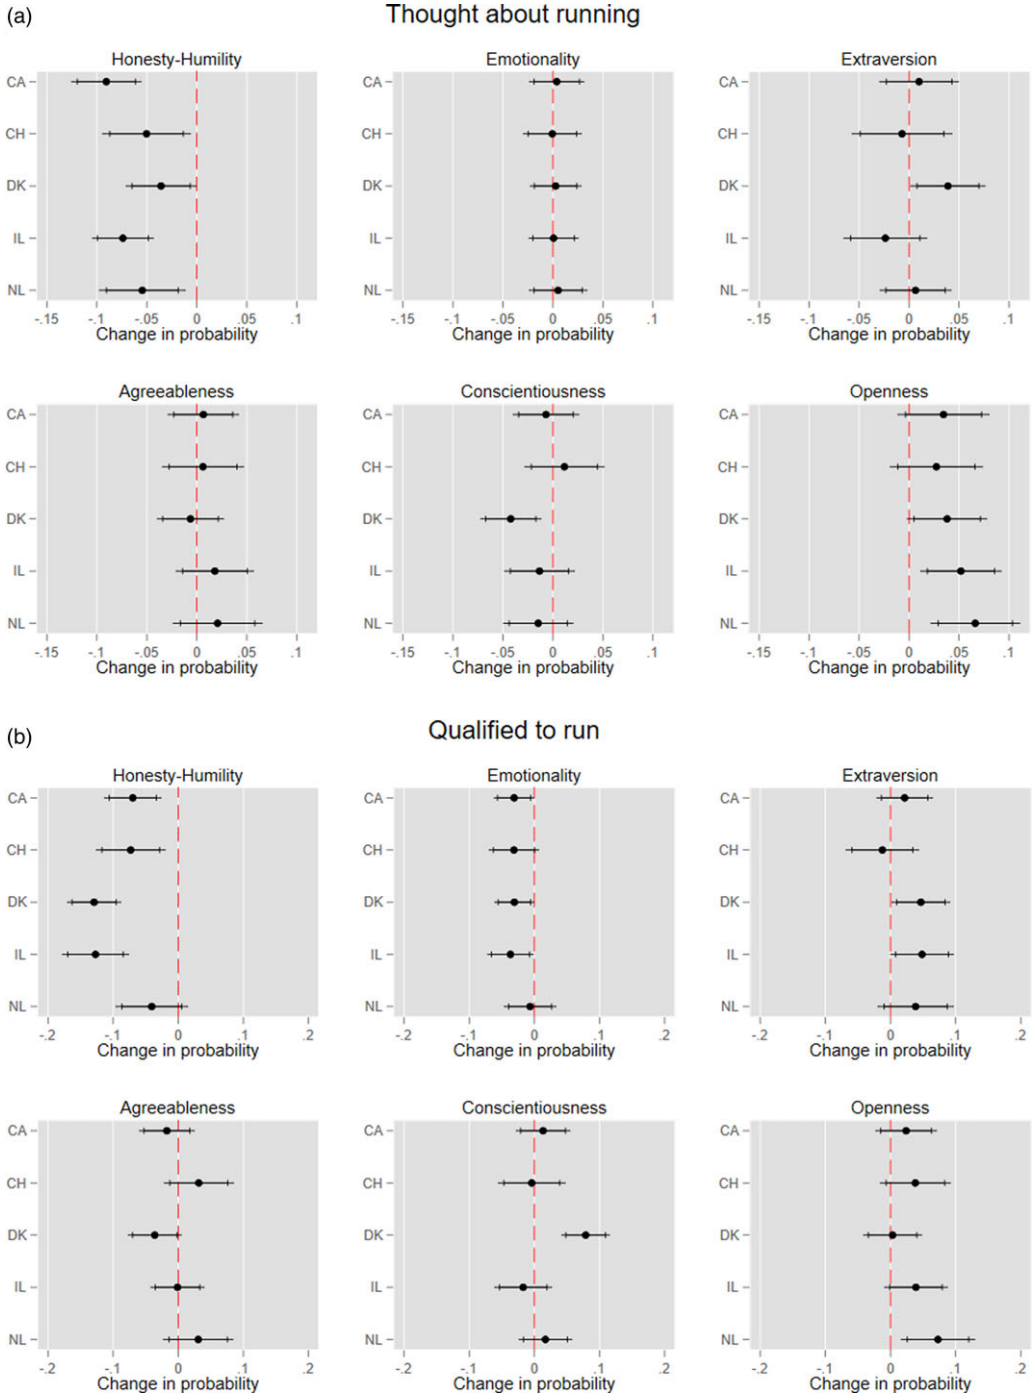 (a)
Thought about running
Honesty-Humility
Emotionality
Extraversion
CA
CH
DK
IL
NL
-.15 -.1 -.05 0 .05 .1
Change in probability
CA
CH
DK
IL
NL
-.15 -.1 -.05 0 .05 .1
Change in probability
CA
CH
DK
IL
NL
-.15 -.1 -.05 0 .05 .1
Change in probability
Agreeableness
Conscientiousness
Openness
CA
CH
DK
IL
NL
-.15 -.1 -.05 0 .05 .1
Change in probability
CA
CH
DK
IL
NL
-.15 -.1 -.05 0 .05 .1
Change in probability
CA
CH
DK
IL
NL
-.15 -.1 -.05 0 .05 .1
Change in probability
(b)
Qualified to run
Honesty-Humility
Emotionality
Extraversion
CA
CH
DK
IL
NL
-.2 -.1 0 .1 .2
Change in probability
CA
CH
DK
IL
NL
-.2 -.1 0 .1 .2
Change in probability
CA
CH
DK
IL
NL
-.2 -.1 0 .1 .2
Change in probability
Agreeableness
Conscientiousness
Openness
CA
CH
DK
IL
NL
-.2 -.1 0 .1 .2
Change in probability
CA
CH
DK
IL
NL
-.2 -.1 0 .1 .2
Change in probability
CA
CH
DK
IL
NL
-.2 -.1 0 .1 .2
Change in probability